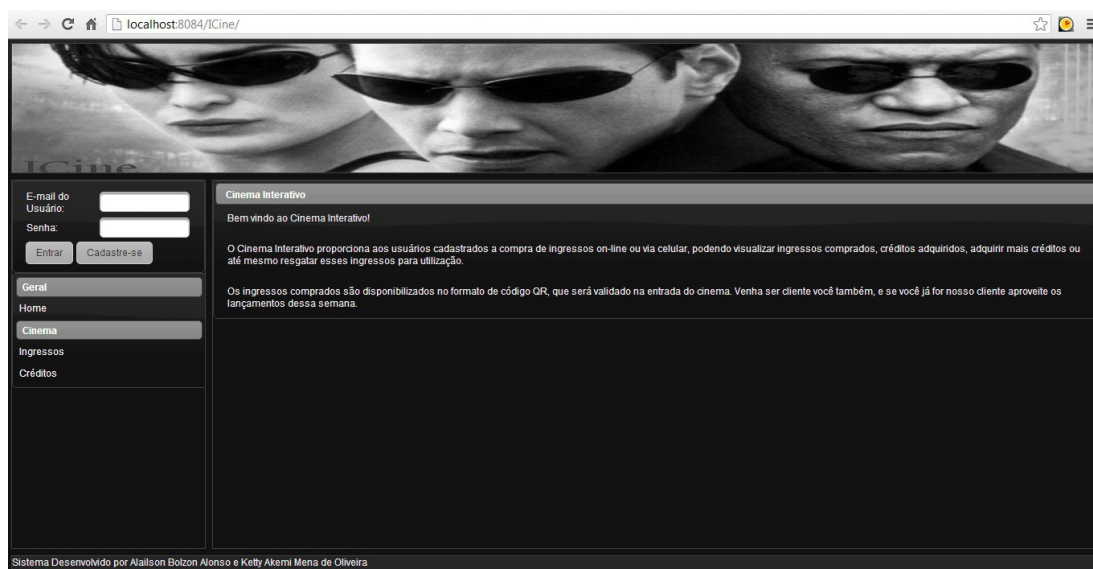 localhost:8084/ICine/
ICine
E-mail do
Usuário:
Senha:
Entrar
Cadastre-se
Geral
Home
Cinema
Ingressos
Créditos
Cinema Interativo
Bem vindo ao Cinema Interativo!
O Cinema Interativo proporciona aos usuários cadastrados a compra de ingressos on-line ou via celular, podendo visualizar ingressos comprados, créditos adquiridos, adquirir mais créditos ou
até mesmo resgatar esses ingressos para utilização.
Os ingressos comprados são disponibilizados no formato de código QR, que será validado na entrada do cinema. Venha ser cliente você também, e se você já for nosso cliente aproveite os
lançamentos dessa semana.
Sistema Desenvolvido por Alailson Bolzon Alonso e Ketty Akemi Mena de Oliveira